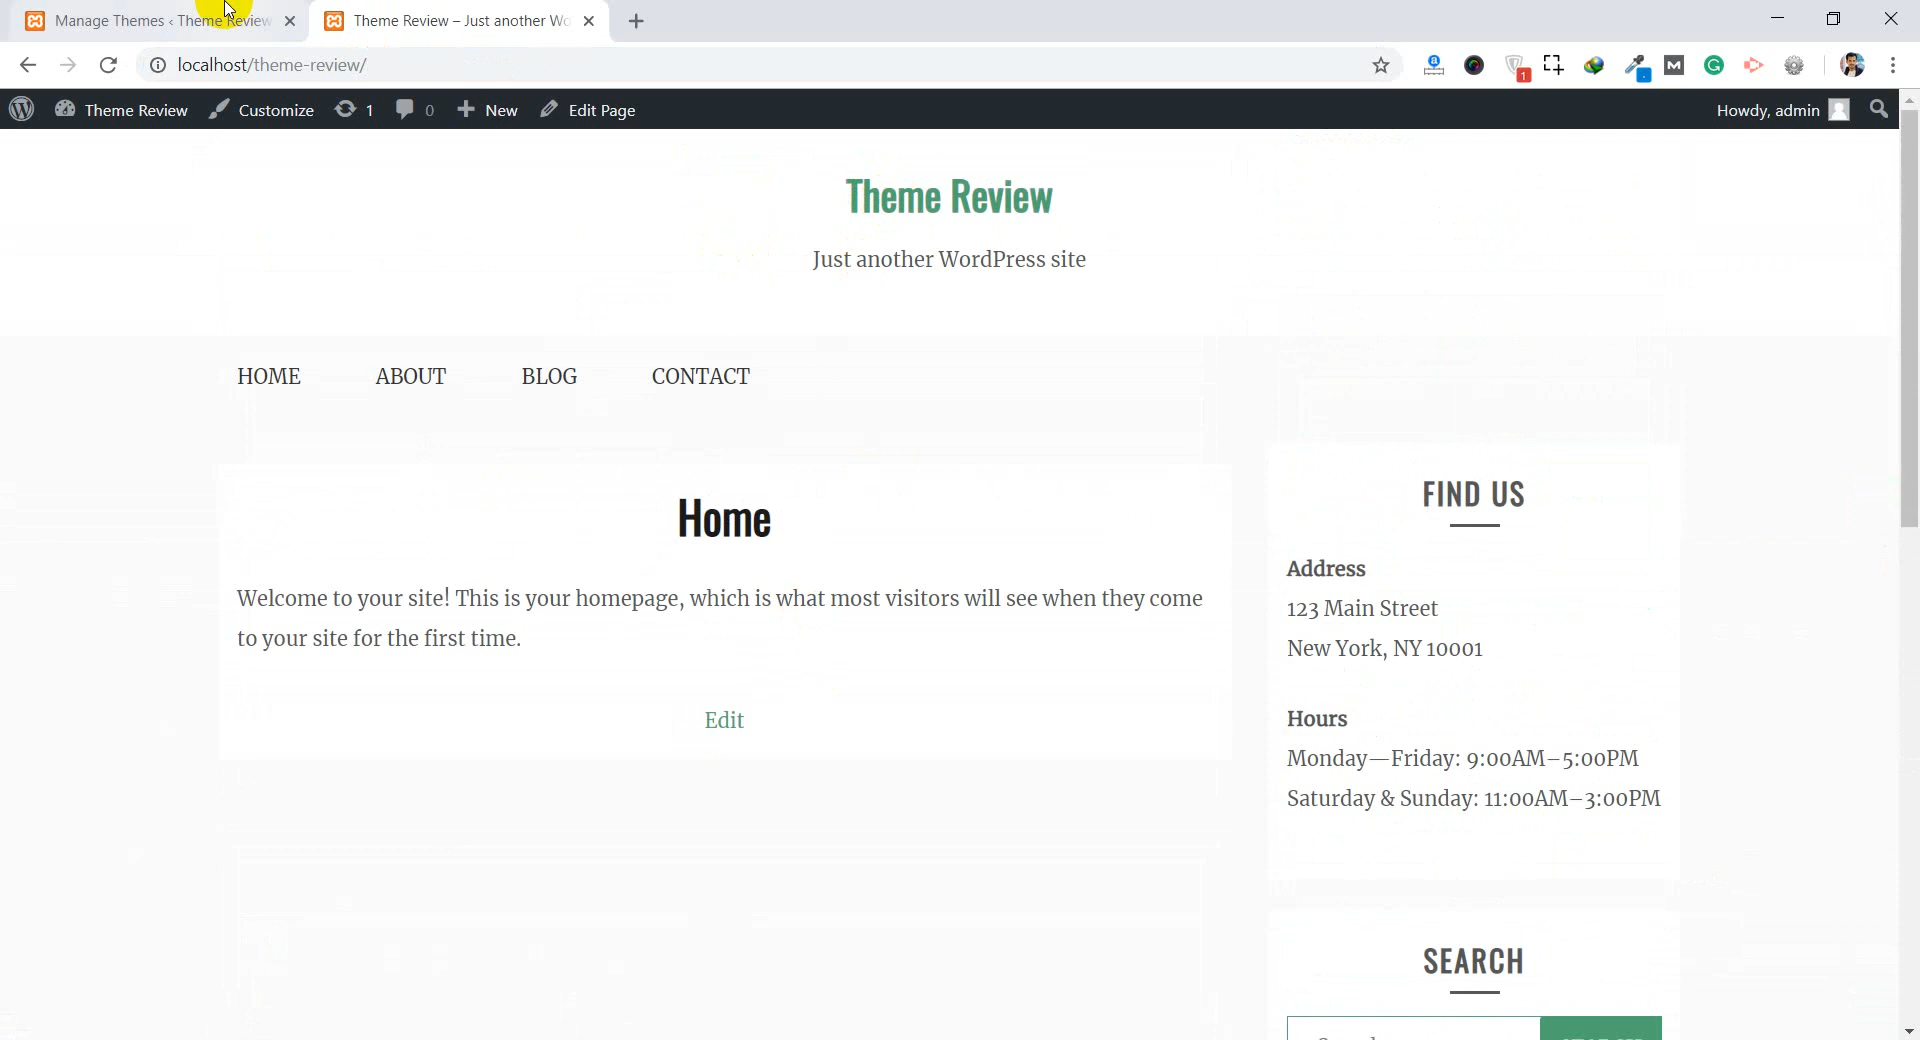 Manage Themes ‹ Theme Review
Theme Review – Just another Wo
localhost/theme-review/
1
Theme Review
Customize
1
0
New
Edit Page
Howdy, admin
Theme Review
Just another WordPress site
HOME
ABOUT
BLOG
CONTACT
Home
Welcome to your site! This is your homepage, which is what most visitors will see when they come
to your site for the first time.
Edit
FIND US
Address
123 Main Street
New York, NY 10001
Hours
Monday—Friday: 9:00AM–5:00PM
Saturday & Sunday: 11:00AM–3:00PM
SEARCH